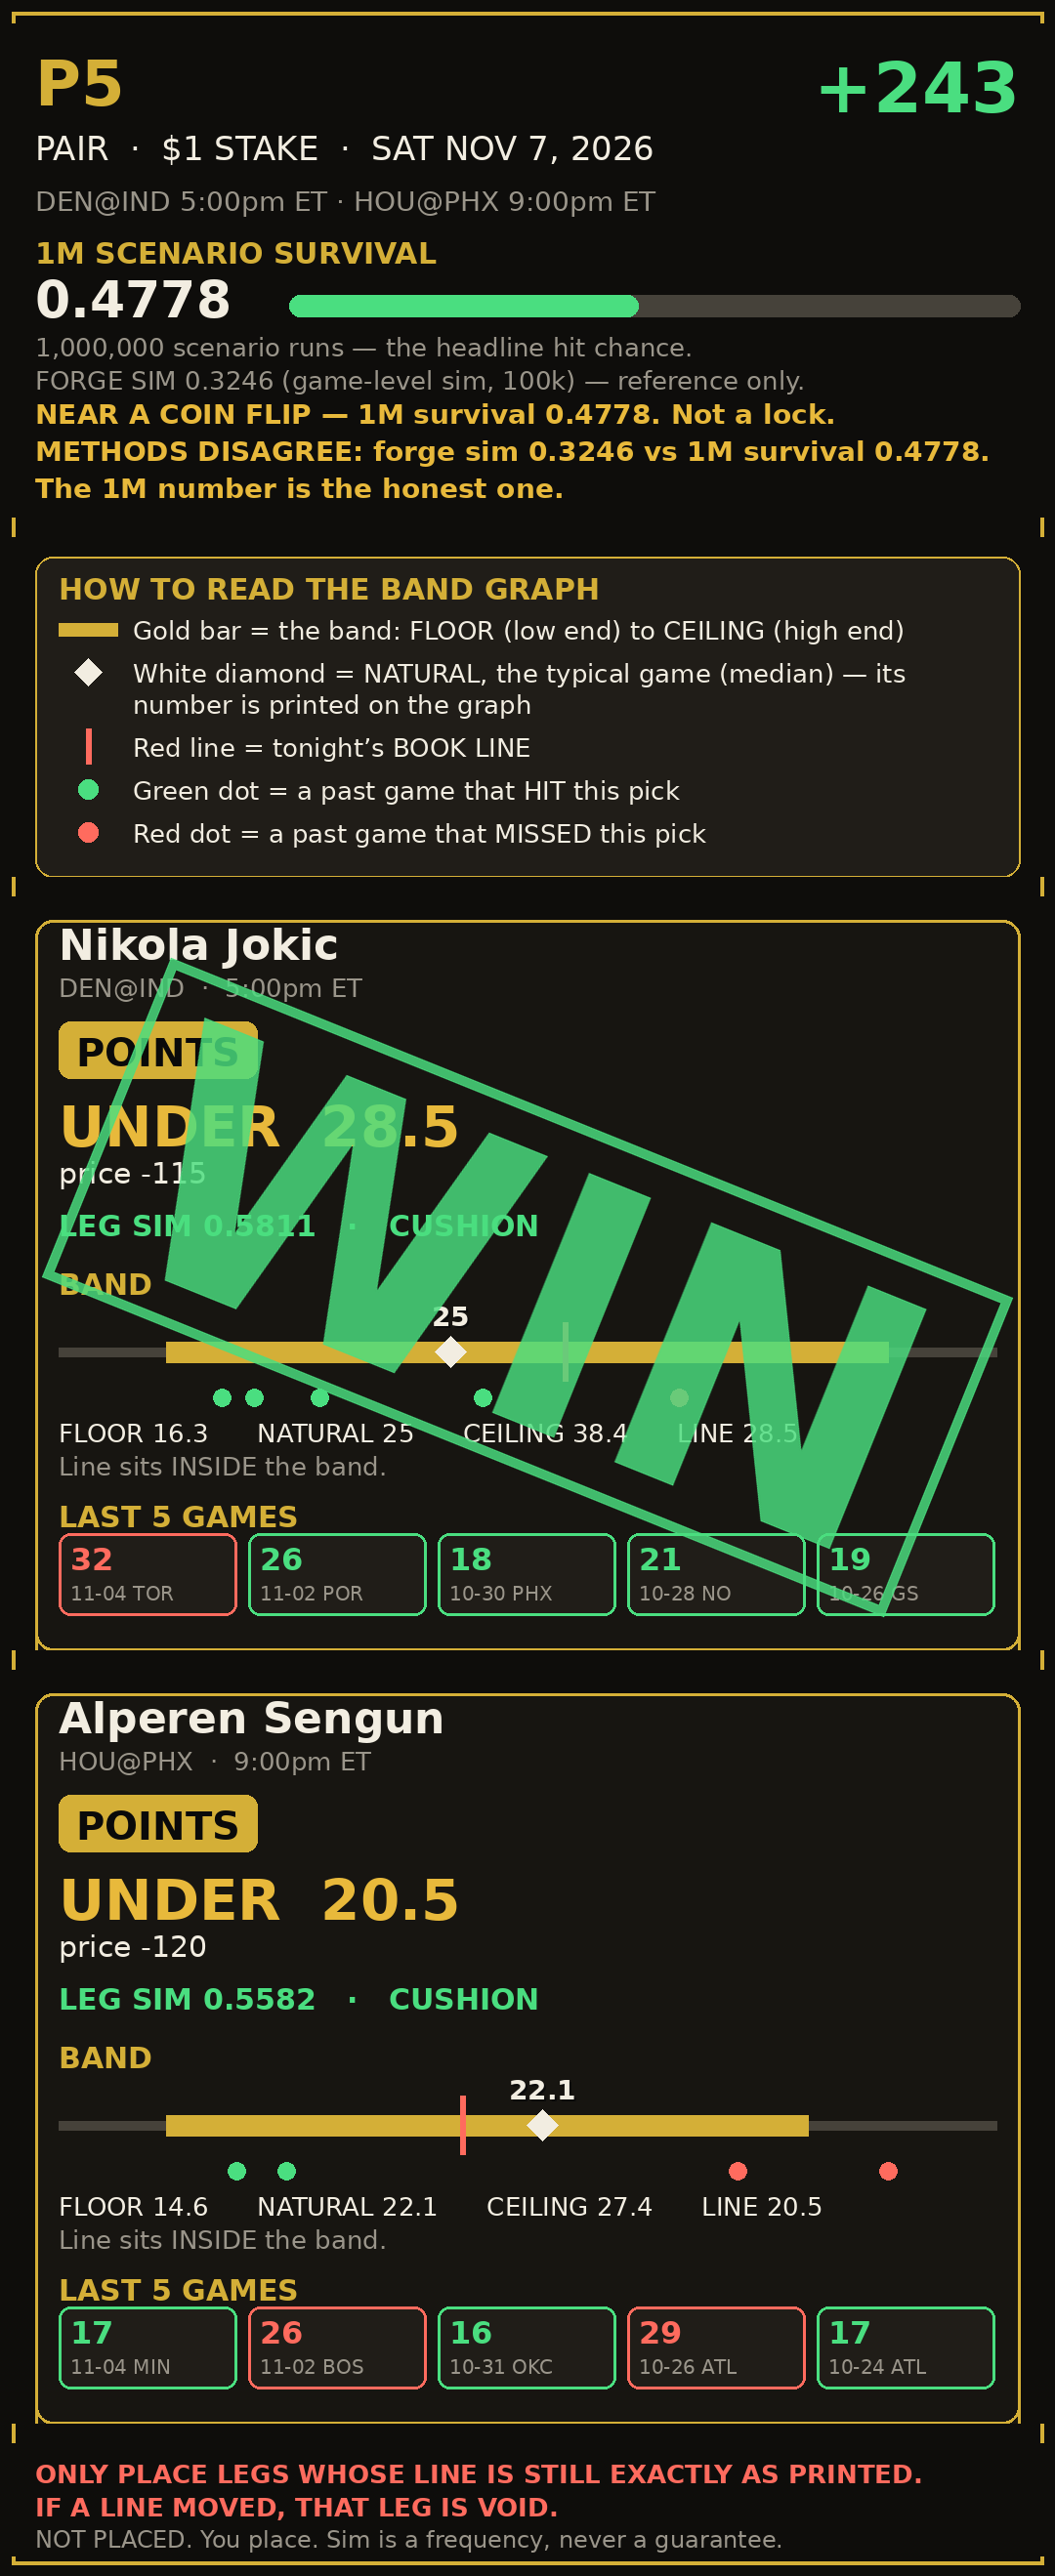 P5
+243
PAIR · $1 STAKE · SAT NOV 7, 2026
DEN@IND 5:00pm ET · HOU@PHX 9:00pm ET
1M SCENARIO SURVIVAL
0.4778
1,000,000 scenario runs — the headline hit chance.
FORGE SIM 0.3246 (game-level sim, 100k) — reference only.
NEAR A COIN FLIP — 1M survival 0.4778. Not a lock.
METHODS DISAGREE: forge sim 0.3246 vs 1M survival 0.4778.
The 1M number is the honest one.
HOW TO READ THE BAND GRAPH
Gold bar = the band: FLOOR (low end) to CEILING (high end)
White diamond = NATURAL, the typical game (median) — its
number is printed on the graph
Red line = tonight’s BOOK LINE
Green dot = a past game that HIT this pick
Red dot = a past game that MISSED this pick
Nikola Jokic
DEN@IND · 5:00pm ET
POINTS
UNDER 28.5
price -115
LEG SIM 0.5811 · CUSHION
WIN
BAND
25
FLOOR 16.3 NATURAL 25 CEILING 38.4 LINE 28.5
Line sits INSIDE the band.
LAST 5 GAMES
32 26 18 21 19
11-04 TOR 11-02 POR 10-30 PHX 10-28 NO 10-26 GS
Alperen Sengun
HOU@PHX · 9:00pm ET
POINTS
UNDER 20.5
price -120
LEG SIM 0.5582 · CUSHION
BAND
22.1
FLOOR 14.6 NATURAL 22.1 CEILING 27.4 LINE 20.5
Line sits INSIDE the band.
LAST 5 GAMES
17 26 16 29 17
11-04 MIN 11-02 BOS 10-31 OKC 10-26 ATL 10-24 ATL
ONLY PLACE LEGS WHOSE LINE IS STILL EXACTLY AS PRINTED.
IF A LINE MOVED, THAT LEG IS VOID.
NOT PLACED. You place. Sim is a frequency, never a guarantee.